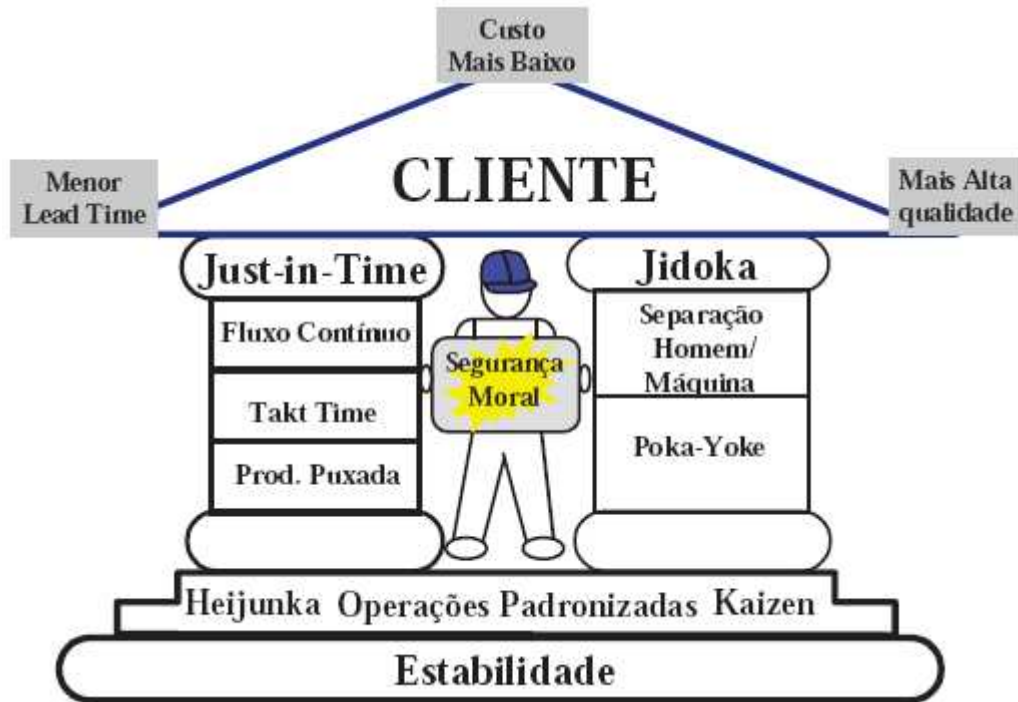 Custo
Mais Baixo
CLIENTE
Menor
Lead Time
Mais Alta
qualidade
Just-in-Time
Fluxo Contínuo
Takt Time
Prod. Puxada
Segurança
Moral
Jidoka
Separação
Homem/
Máquina
Poka-Yoke
Heijunka Operações Padronizadas Kaizen
Estabilidade